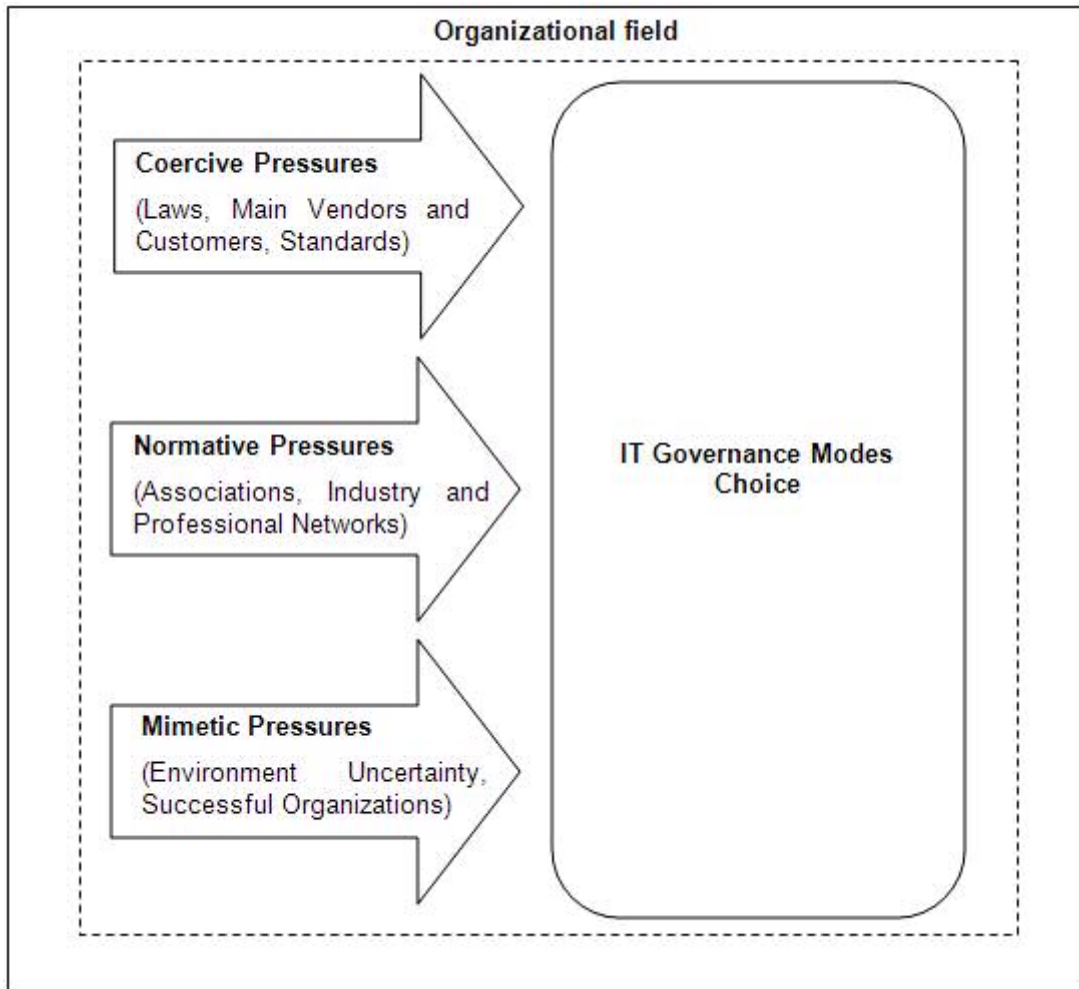 Organizational field
Coercive Pressures
(Laws, Main Vendors and
Customers, Standards)
Normative Pressures
(Associations, Industry and
Professional Networks)
Mimetic Pressures
(Environment Uncertainty,
Successful Organizations)
IT Governance Modes
Choice